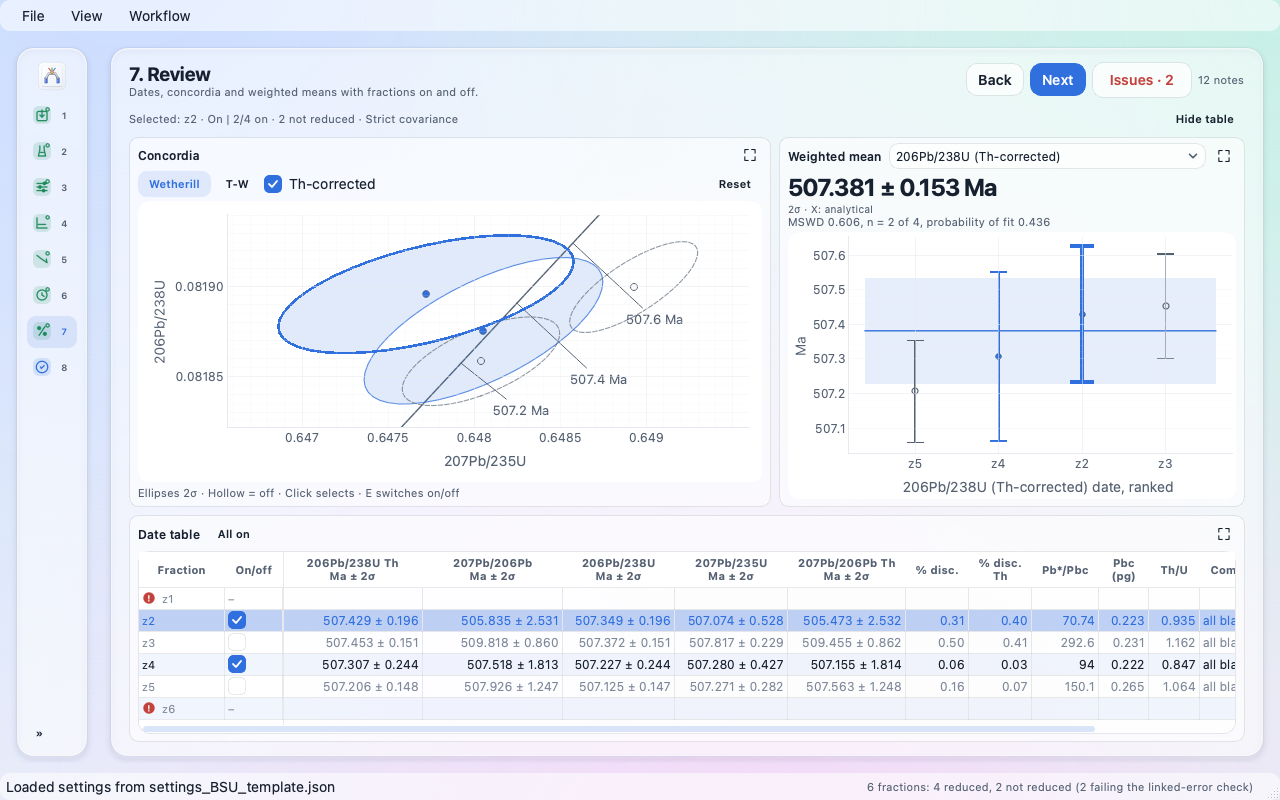 File View Workflow
7. Review
Dates, concordia and weighted means with fractions on and off.
Back Next Issues · 2 12 notes
Selected: z2 · On | 2/4 on · 2 not reduced · Strict covariance
Hide table
1
2
3
4
5
6
7
8
»
Concordia
Wetherill T-W Th-corrected Reset
206Pb/238U
0.08190
0.08185
507.6 Ma
507.4 Ma
507.2 Ma
0.647 0.6475 0.648 0.6485 0.649
207Pb/235U
Ellipses 2σ · Hollow = off · Click selects · E switches on/off
Weighted mean 206Pb/238U (Th-corrected)
507.381 ± 0.153 Ma
2σ · X: analytical
MSWD 0.606, n = 2 of 4, probability of fit 0.436
Ma
507.6
507.5
507.4
507.3
507.2
507.1
z5 z4 z2 z3
206Pb/238U (Th-corrected) date, ranked
Date table All on
Fraction On/off 206Pb/238U Th Ma ± 2σ 207Pb/206Pb Ma ± 2σ 206Pb/238U Ma ± 2σ 207Pb/235U Ma ± 2σ 207Pb/206Pb Th Ma ± 2σ % disc. % disc. Th Pb*/Pbc Pbc (pg) Th/U Com
z1 –
z2 507.429 ± 0.196 505.835 ± 2.531 507.349 ± 0.196 507.074 ± 0.528 505.473 ± 2.532 0.31 0.40 70.74 0.223 0.935 all bla
z3 507.453 ± 0.151 509.818 ± 0.860 507.372 ± 0.151 507.817 ± 0.229 509.455 ± 0.862 0.50 0.41 292.6 0.231 1.162 all bla
z4 507.307 ± 0.244 507.518 ± 1.813 507.227 ± 0.244 507.280 ± 0.427 507.155 ± 1.814 0.06 0.03 94 0.222 0.847 all bla
z5 507.206 ± 0.148 507.926 ± 1.247 507.125 ± 0.147 507.271 ± 0.282 507.563 ± 1.248 0.16 0.07 150.1 0.265 1.064 all bla
z6 –
Loaded settings from settings_BSU_template.json
6 fractions: 4 reduced, 2 not reduced (2 failing the linked-error check)